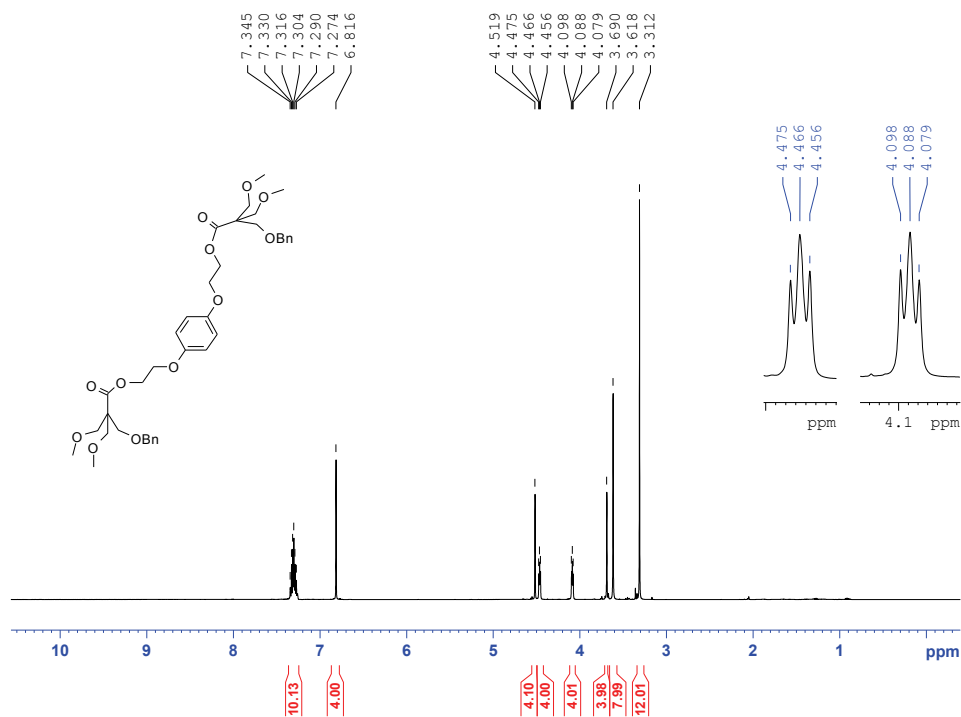 7.345
7.330
7.316
7.304
7.290
7.274
6.816
4.519
4.475
4.466
4.456
4.098
4.088
4.079
3.690
3.618
3.312
4.475
4.466
4.456
4.098
4.088
4.079
ppm
4.1 ppm
O
O
O
OBn
O
O
O
O
O
O
OBn
O
O
10 9 8 7 6 5 4 3 2 1 ppm
10.13
4.00
4.10
4.00
4.01
3.98
7.99
12.01